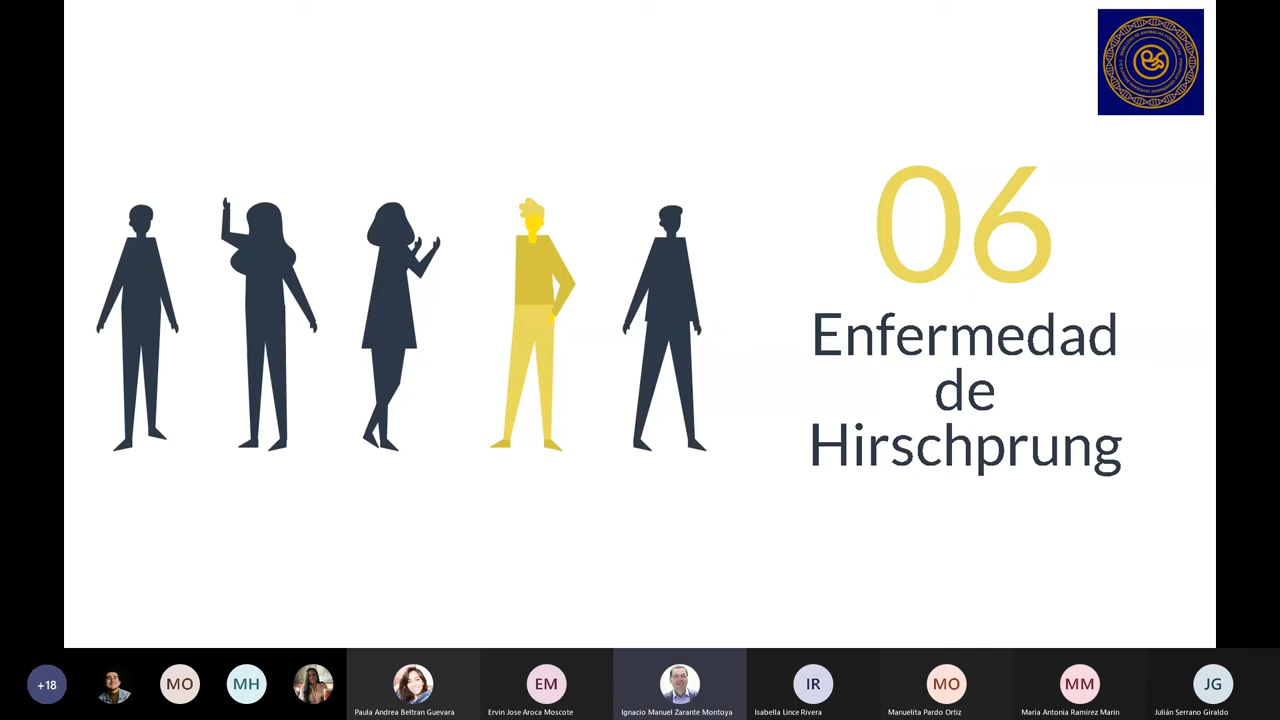 06
Enfermedad
de
Hirschprung
+18
MO
MH
EM
IR
MO
MM
JG
Paula Andrea Beltran Guevara
Ervin Jose Aroca Moscote
Ignacio Manuel Zarante Montoya
Isabella Lince Rivera
Manuelita Pardo Ortiz
Maria Antonia Ramirez Marin
Julián Serrano Giraldo